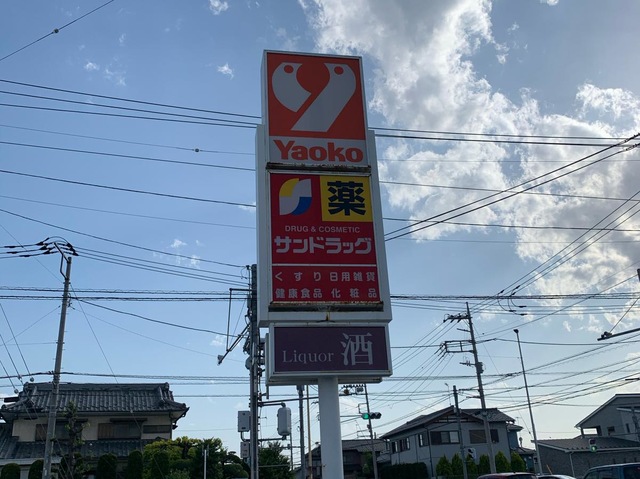 Yaoko
薬
DRUG & COSMETIC
サンドラッグ
くすり日用雑貨
健康食品 化粧品
Liquor 酒